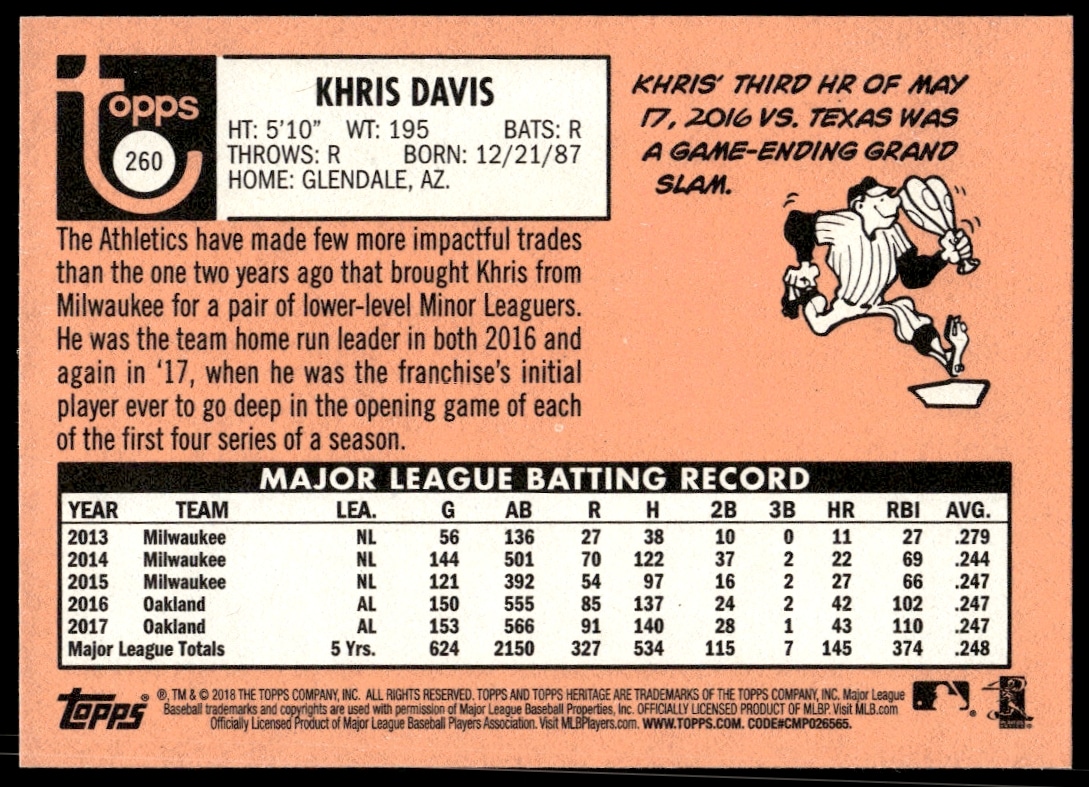 topps
260
KHRIS DAVIS
HT: 5'10" WT: 195 BATS: R
THROWS: R BORN: 12/21/87
HOME: GLENDALE, AZ.
KHRIS' THIRD HR OF MAY
17, 2016 VS. TEXAS WAS
A GAME-ENDING GRAND
SLAM.
The Athletics have made few more impactful trades
than the one two years ago that brought Khris from
Milwaukee for a pair of lower-level Minor Leaguers.
He was the team home run leader in both 2016 and
again in '17, when he was the franchise's initial
player ever to go deep in the opening game of each
of the first four series of a season.
MAJOR LEAGUE BATTING RECORD
YEAR TEAM LEA. G AB R H 2B 3B HR RBI AVG.
2013 Milwaukee NL 56 136 27 38 10 0 11 27 .279
2014 Milwaukee NL 144 501 70 122 37 2 22 69 .244
2015 Milwaukee NL 121 392 54 97 16 2 27 66 .247
2016 Oakland AL 150 555 85 137 24 2 42 102 .247
2017 Oakland AL 153 566 91 140 28 1 43 110 .247
Major League Totals 5 Yrs. 624 2150 327 534 115 7 145 374 .248
Topps ® ®, TM & © 2018 THE TOPPS COMPANY, INC. ALL RIGHTS RESERVED. TOPPS AND TOPPS HERITAGE ARE TRADEMARKS OF THE TOPPS COMPANY, INC. Major League
Baseball trademarks and copyrights are used with permission of Major League Baseball Properties, Inc. OFFICIALLY LICENSED PRODUCT OF MLBP. Visit MLB.com
Officially Licensed Product of Major League Baseball Players Association. Visit MLBPlayers.com. WWW.TOPPS.COM. CODE#CMP026565.